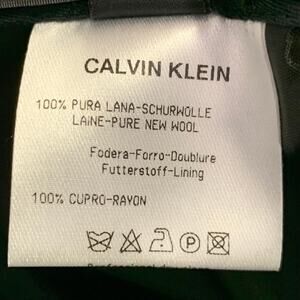 CALVIN KLEIN
100% PURA LANA-SCHURWOLLE
LAINE-PURE NEW WOOL
Fodera-Forro-Doublure
Futterstoff-Lining
100% CUPRO-RAYON
P